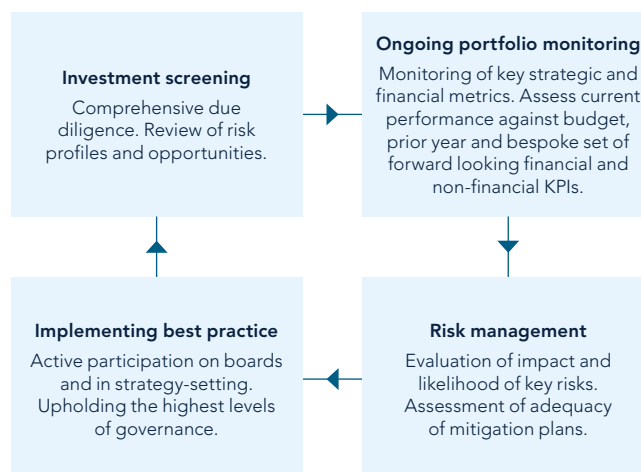 Investment screening
Comprehensive due
diligence. Review of risk
profiles and opportunities.
Ongoing portfolio monitoring
Monitoring of key strategic and
financial metrics. Assess current
performance against budget,
prior year and bespoke set of
forward looking financial and
non-financial KPIs.
Implementing best practice
Active participation on boards
and in strategy-setting.
Upholding the highest levels
of governance.
Risk management
Evaluation of impact and
likelihood of key risks.
Assessment of adequacy
of mitigation plans.